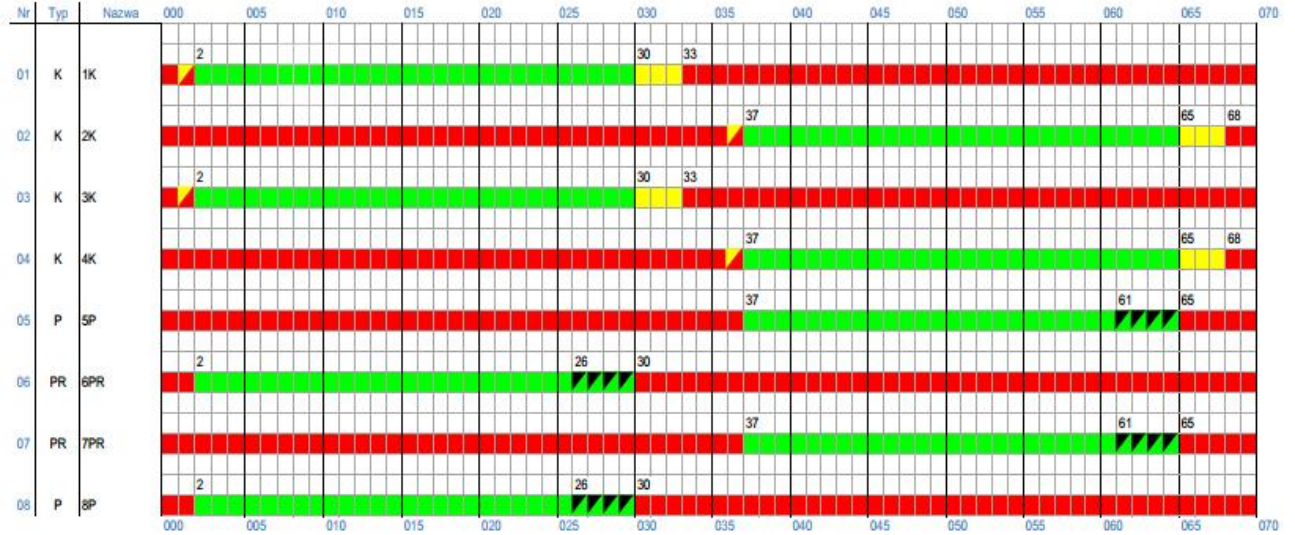 Nr Typ Nazwa 000 005 010 015 020 025 030 035 040 045 050 055 060 065 070
2 30 33
01 K 1K
37 65 68
02 K 2K
2 30 33
03 K 3K
37 65 68
04 K 4K
37 61 65
05 P 5P
2 26 30
06 PR 6PR
37 61 65
07 PR 7PR
2 26 30
08 P 8P
000 005 010 015 020 025 030 035 040 045 050 055 060 065 070